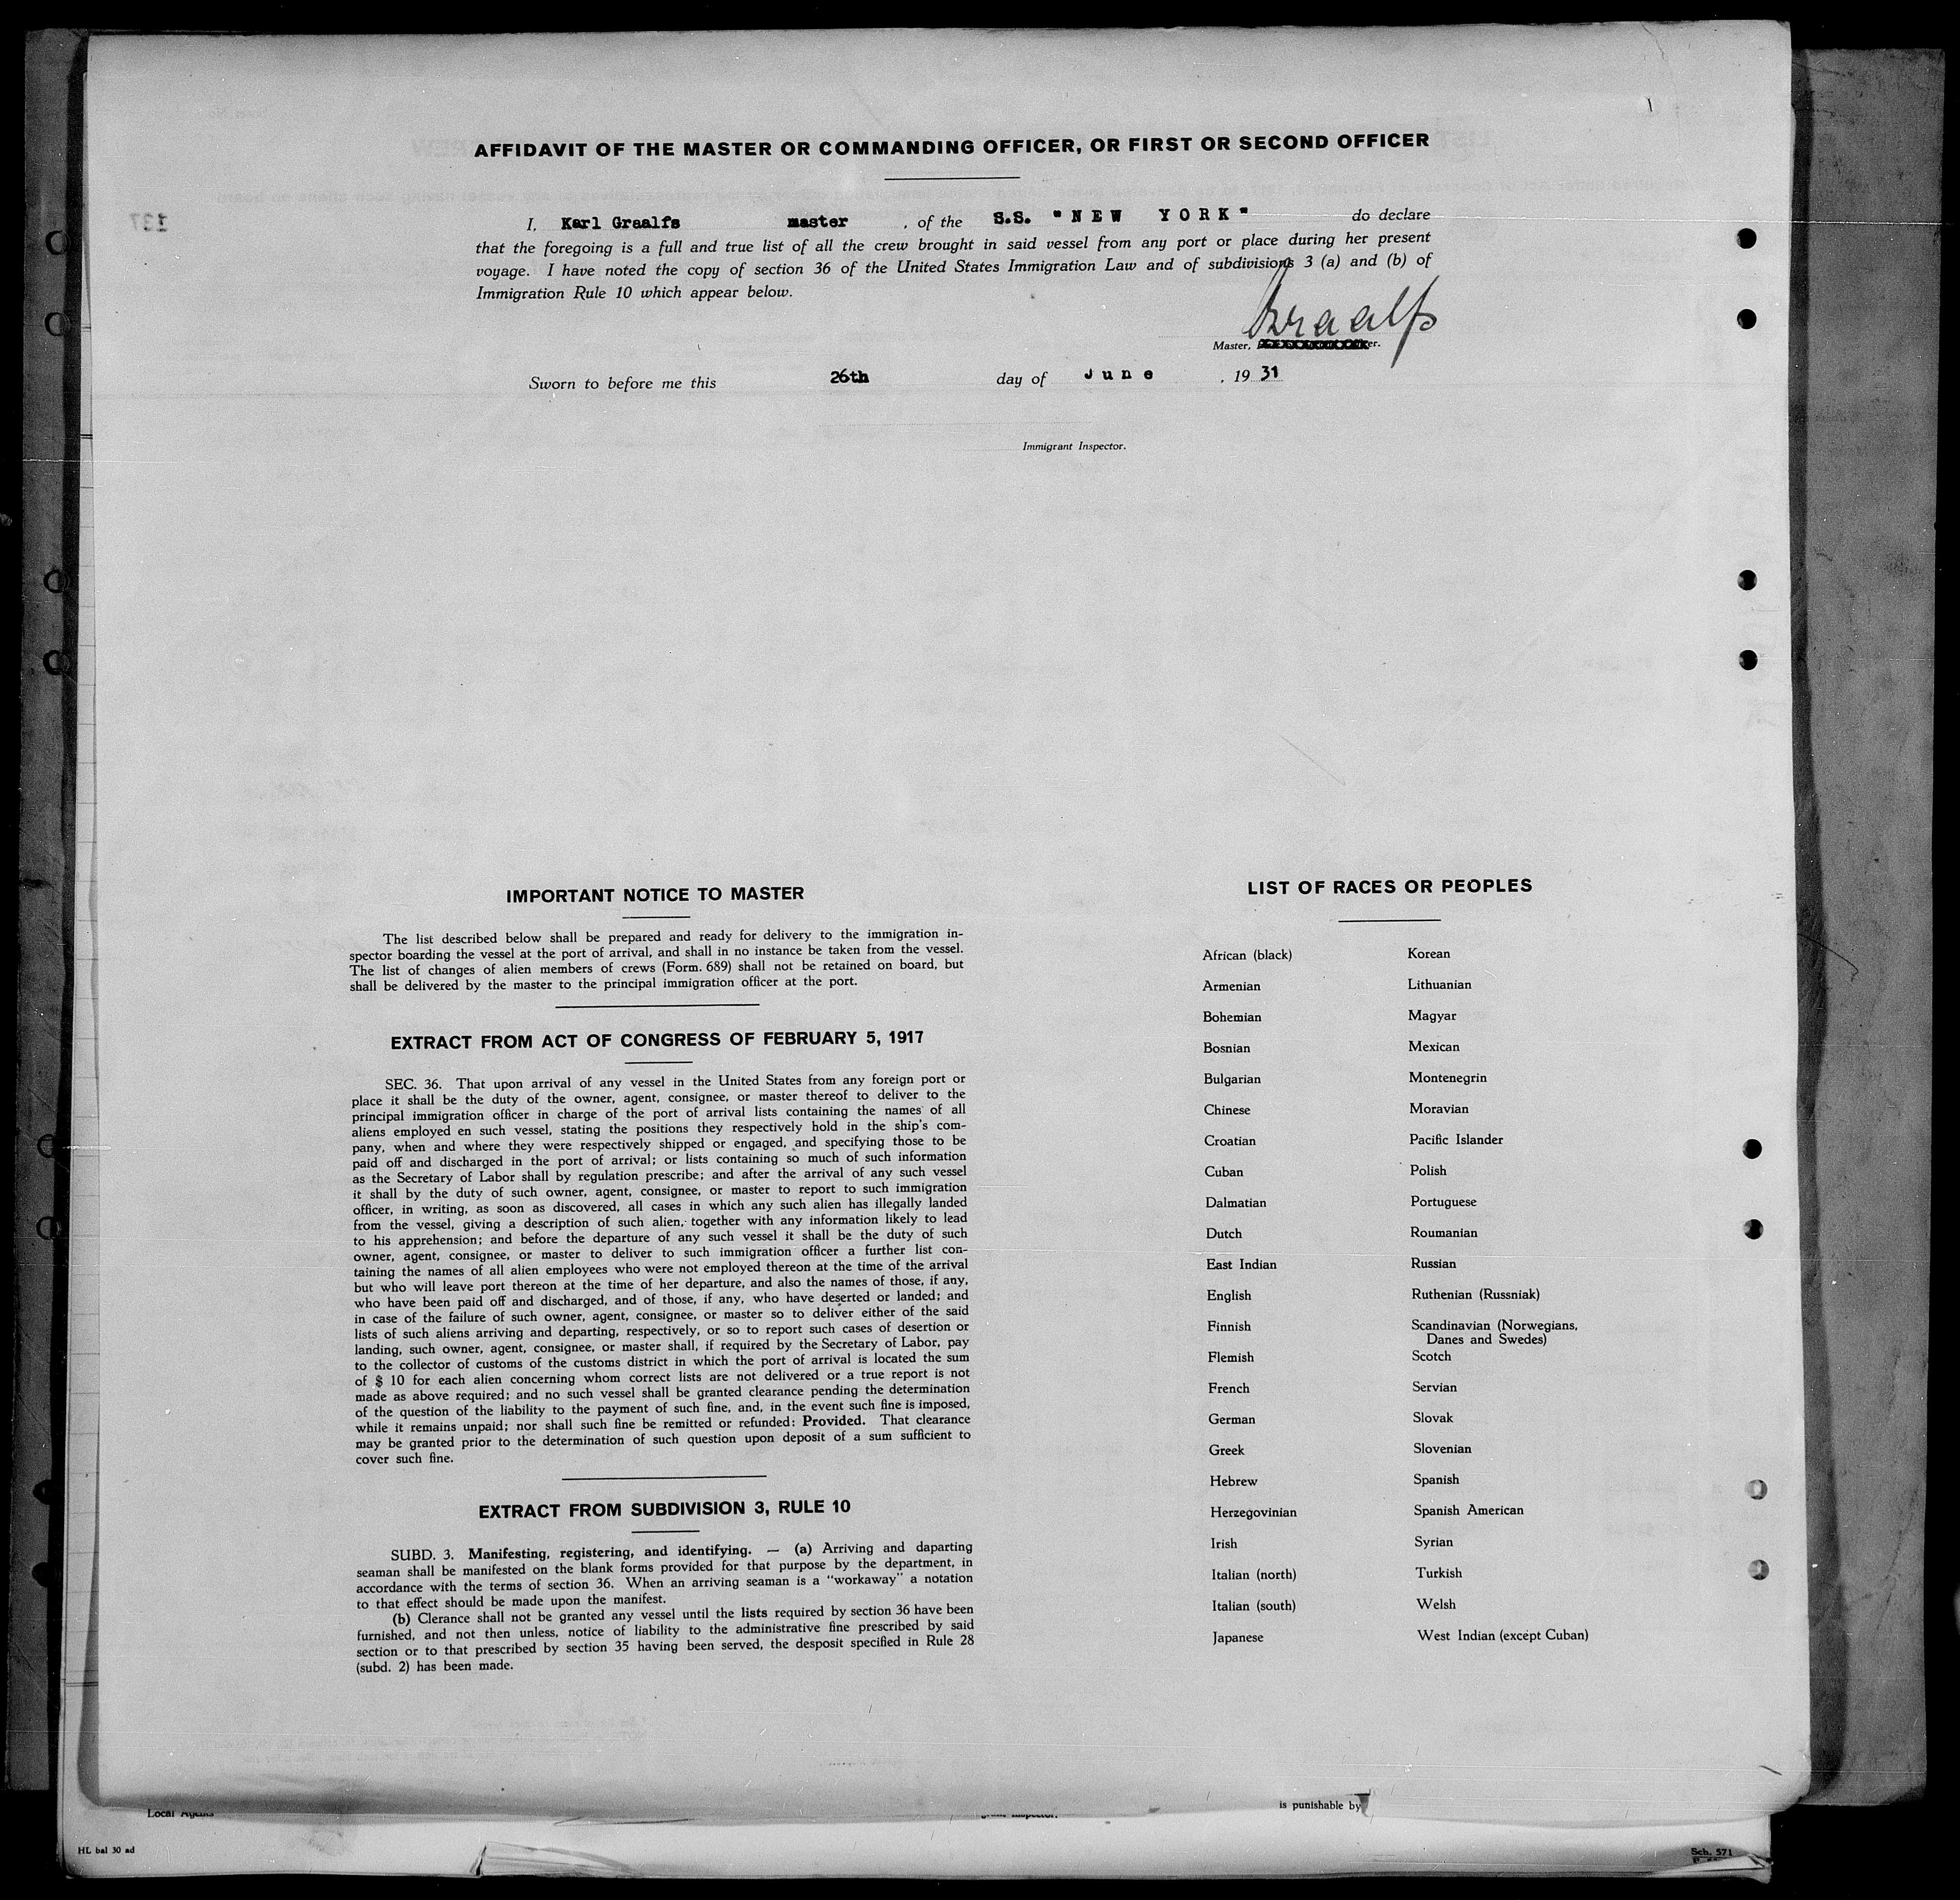 AFFIDAVIT OF THE MASTER OR COMMANDING OFFICER, OR FIRST OR SECOND OFFICER
I, Karl Graalfs master , of the S.S. "NEW YORK" do declare
that the foregoing is a full and true list of all the crew brought in said vessel from any port or place during her present
voyage. I have noted the copy of section 36 of the United States Immigration Law and of subdivisions 3 (a) and (b) of
Immigration Rule 10 which appear below.
Graalfs
Master, er.
Sworn to before me this 26th day of June , 19 31
Immigrant Inspector.
137
IMPORTANT NOTICE TO MASTER
The list described below shall be prepared and ready for delivery to the immigration in-
spector boarding the vessel at the port of arrival, and shall in no instance be taken from the vessel.
The list of changes of alien members of crews (Form. 689) shall not be retained on board, but
shall be delivered by the master to the principal immigration officer at the port.
EXTRACT FROM ACT OF CONGRESS OF FEBRUARY 5, 1917
SEC. 36. That upon arrival of any vessel in the United States from any foreign port or
place it shall be the duty of the owner, agent, consignee, or master thereof to deliver to the
principal immigration officer in charge of the port of arrival lists containing the names of all
aliens employed en such vessel, stating the positions they respectively hold in the ship's com-
pany, when and where they were respectively shipped or engaged, and specifying those to be
paid off and discharged in the port of arrival; or lists containing so much of such information
as the Secretary of Labor shall by regulation prescribe; and after the arrival of any such vessel
it shall by the duty of such owner, agent, consignee, or master to report to such immigration
officer, in writing, as soon as discovered, all cases in which any such alien has illegally landed
from the vessel, giving a description of such alien, together with any information likely to lead
to his apprehension; and before the departure of any such vessel it shall be the duty of such
owner, agent, consignee, or master to deliver to such immigration officer a further list con-
taining the names of all alien employees who were not employed thereon at the time of the arrival
but who will leave port thereon at the time of her departure, and also the names of those, if any,
who have been paid off and discharged, and of those, if any, who have deserted or landed; and
in case of the failure of such owner, agent, consignee, or master so to deliver either of the said
lists of such aliens arriving and departing, respectively, or so to report such cases of desertion or
landing, such owner, agent, consignee, or master shall, if required by the Secretary of Labor, pay
to the collector of customs of the customs district in which the port of arrival is located the sum
of $ 10 for each alien concerning whom correct lists are not delivered or a true report is not
made as above required; and no such vessel shall be granted clearance pending the determination
of the question of the liability to the payment of such fine, and, in the event such fine is imposed,
while it remains unpaid; nor shall such fine be remitted or refunded: Provided. That clearance
may be granted prior to the determination of such question upon deposit of a sum sufficient to
cover such fine.
EXTRACT FROM SUBDIVISION 3, RULE 10
SUBD. 3. Manifesting, registering, and identifying. — (a) Arriving and daparting
seaman shall be manifested on the blank forms provided for that purpose by the department, in
accordance with the terms of section 36. When an arriving seaman is a "workaway" a notation
to that effect should be made upon the manifest.
(b) Clerance shall not be granted any vessel until the lists required by section 36 have been
furnished, and not then unless, notice of liability to the administrative fine prescribed by said
section or to that prescribed by section 35 having been served, the desposit specified in Rule 28
(subd. 2) has been made.
LIST OF RACES OR PEOPLES
African (black) Korean
Armenian Lithuanian
Bohemian Magyar
Bosnian Mexican
Bulgarian Montenegrin
Chinese Moravian
Croatian Pacific Islander
Cuban Polish
Dalmatian Portuguese
Dutch Roumanian
East Indian Russian
English Ruthenian (Russniak)
Finnish Scandinavian (Norwegians,
Danes and Swedes)
Flemish Scotch
French Servian
German Slovak
Greek Slovenian
Hebrew Spanish
Herzegovinian Spanish American
Irish Syrian
Italian (north) Turkish
Italian (south) Welsh
Japanese West Indian (except Cuban)
Local Agents
is punishable by
HL bal 30 ad
Sch. 571